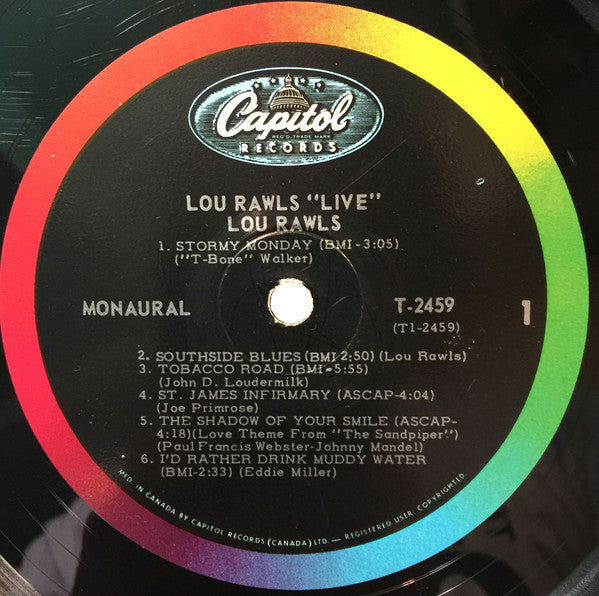 Capitol
REG'D. TRADE MARK
RECORDS
LOU RAWLS "LIVE"
LOU RAWLS
1. STORMY MONDAY (BMI-3:05)
("T-Bone" Walker)
MONAURAL
T-2459
(T1-2459)
1
2. SOUTHSIDE BLUES (BMI 2:50) (Lou Rawls)
3. TOBACCO ROAD (BMI-5:55)
(John D. Loudermilk)
4. ST. JAMES INFIRMARY (ASCAP-4:04)
(Joe Primrose)
5. THE SHADOW OF YOUR SMILE (ASCAP-
4:18)(Love Theme From "The Sandpiper")
(Paul Francis Webster-Johnny Mandel)
6. I'D RATHER DRINK MUDDY WATER
(BMI-2:33) (Eddie Miller)
MFD. IN CANADA BY CAPITOL RECORDS (CANADA) LTD. — REGISTERED USER. COPYRIGHTED.